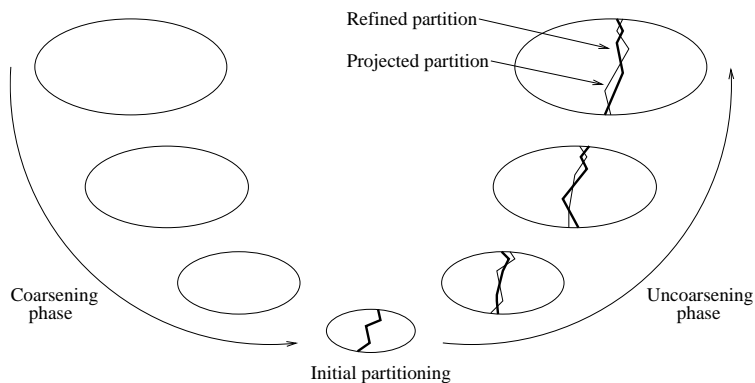 Refined partition
Projected partition
Coarsening
phase
Uncoarsening
phase
Initial partitioning